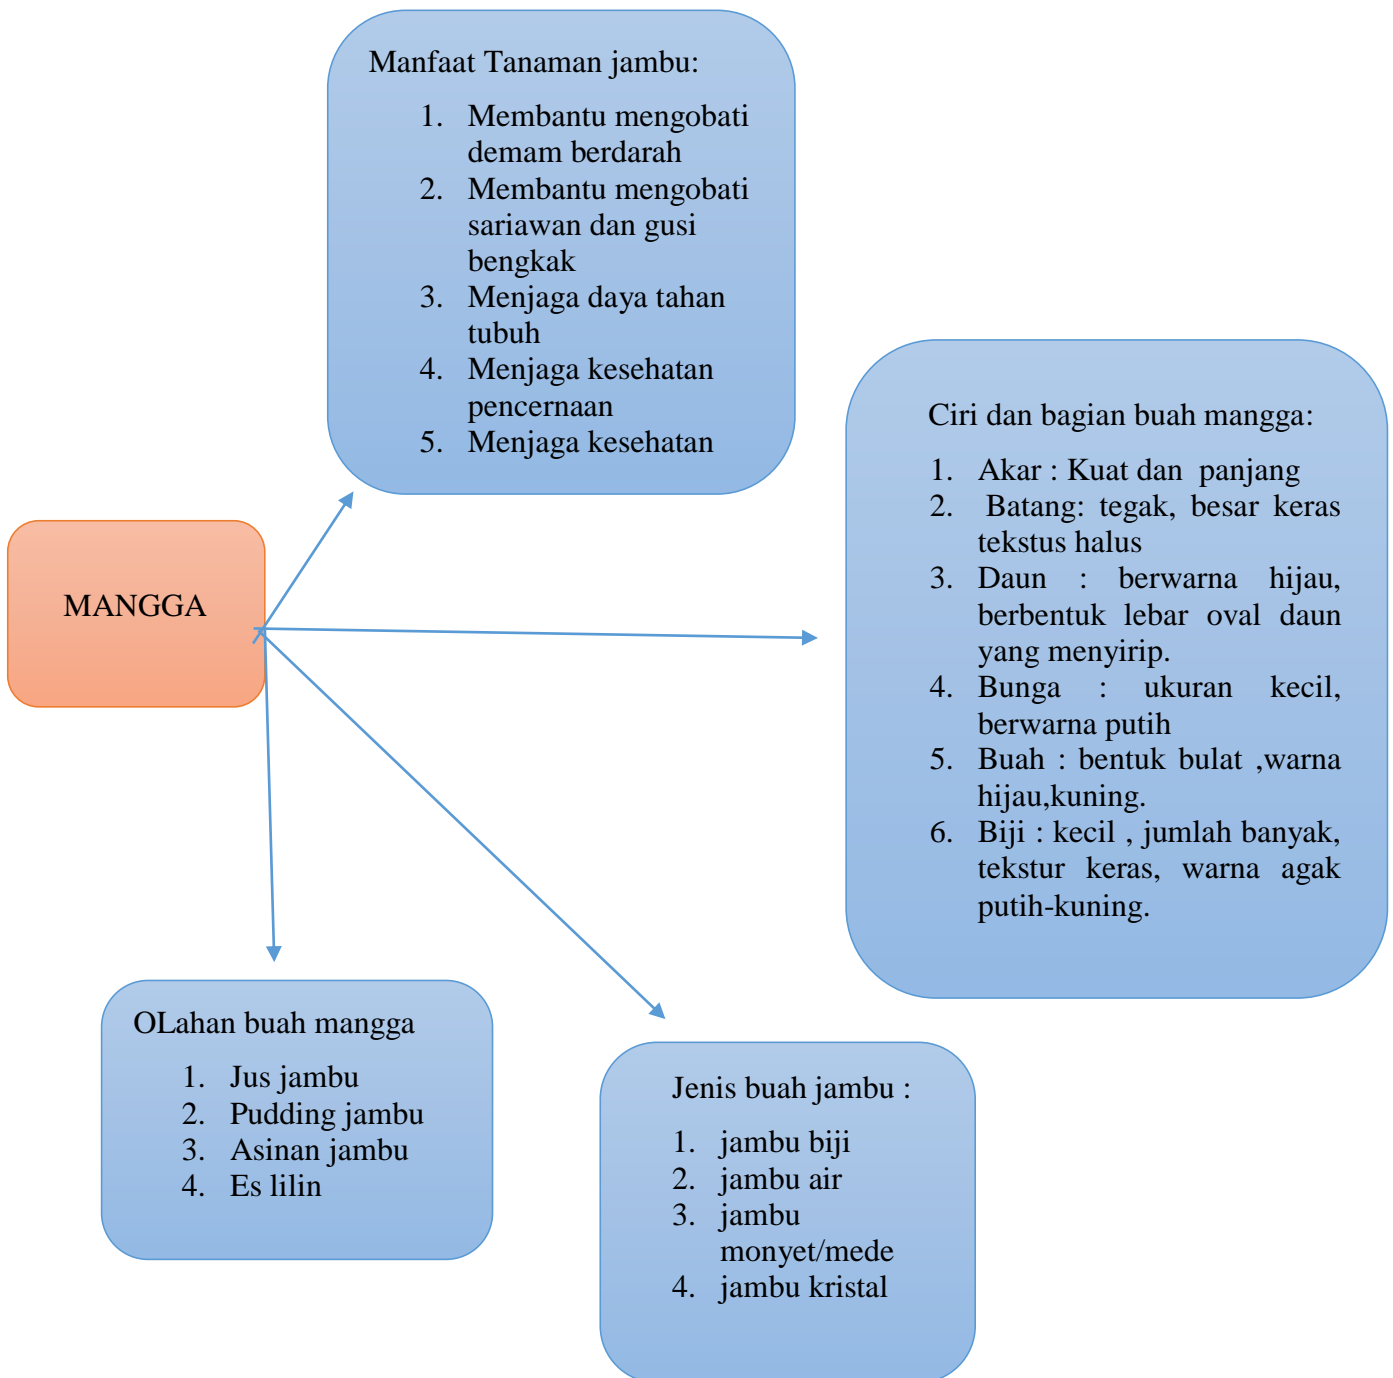 Manfaat Tanaman jambu:
1. Membantu mengobati
demam berdarah
2. Membantu mengobati
sariawan dan gusi
bengkak
3. Menjaga daya tahan
tubuh
4. Menjaga kesehatan
pencernaan
5. Menjaga kesehatan
MANGGA
Ciri dan bagian buah mangga:
1. Akar : Kuat dan panjang
2. Batang: tegak, besar keras
tekstus halus
3. Daun : berwarna hijau,
berbentuk lebar oval daun
yang menyirip.
4. Bunga : ukuran kecil,
berwarna putih
5. Buah : bentuk bulat ,warna
hijau,kuning.
6. Biji : kecil , jumlah banyak,
tekstur keras, warna agak
putih-kuning.
OLahan buah mangga
1. Jus jambu
2. Pudding jambu
3. Asinan jambu
4. Es lilin
Jenis buah jambu :
1. jambu biji
2. jambu air
3. jambu
monyet/mede
4. jambu kristal